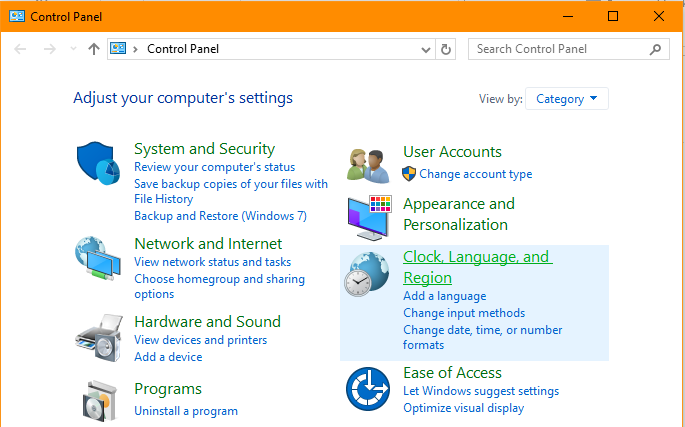 Control Panel
Control Panel
Search Control Panel
Adjust your computer's settings
View by: Category
System and Security
Review your computer's status
Save backup copies of your files with
File History
Backup and Restore (Windows 7)
Network and Internet
View network status and tasks
Choose homegroup and sharing
options
Hardware and Sound
View devices and printers
Add a device
Programs
Uninstall a program
User Accounts
Change account type
Appearance and
Personalization
Clock, Language, and
Region
Add a language
Change input methods
Change date, time, or number
formats
Ease of Access
Let Windows suggest settings
Optimize visual display